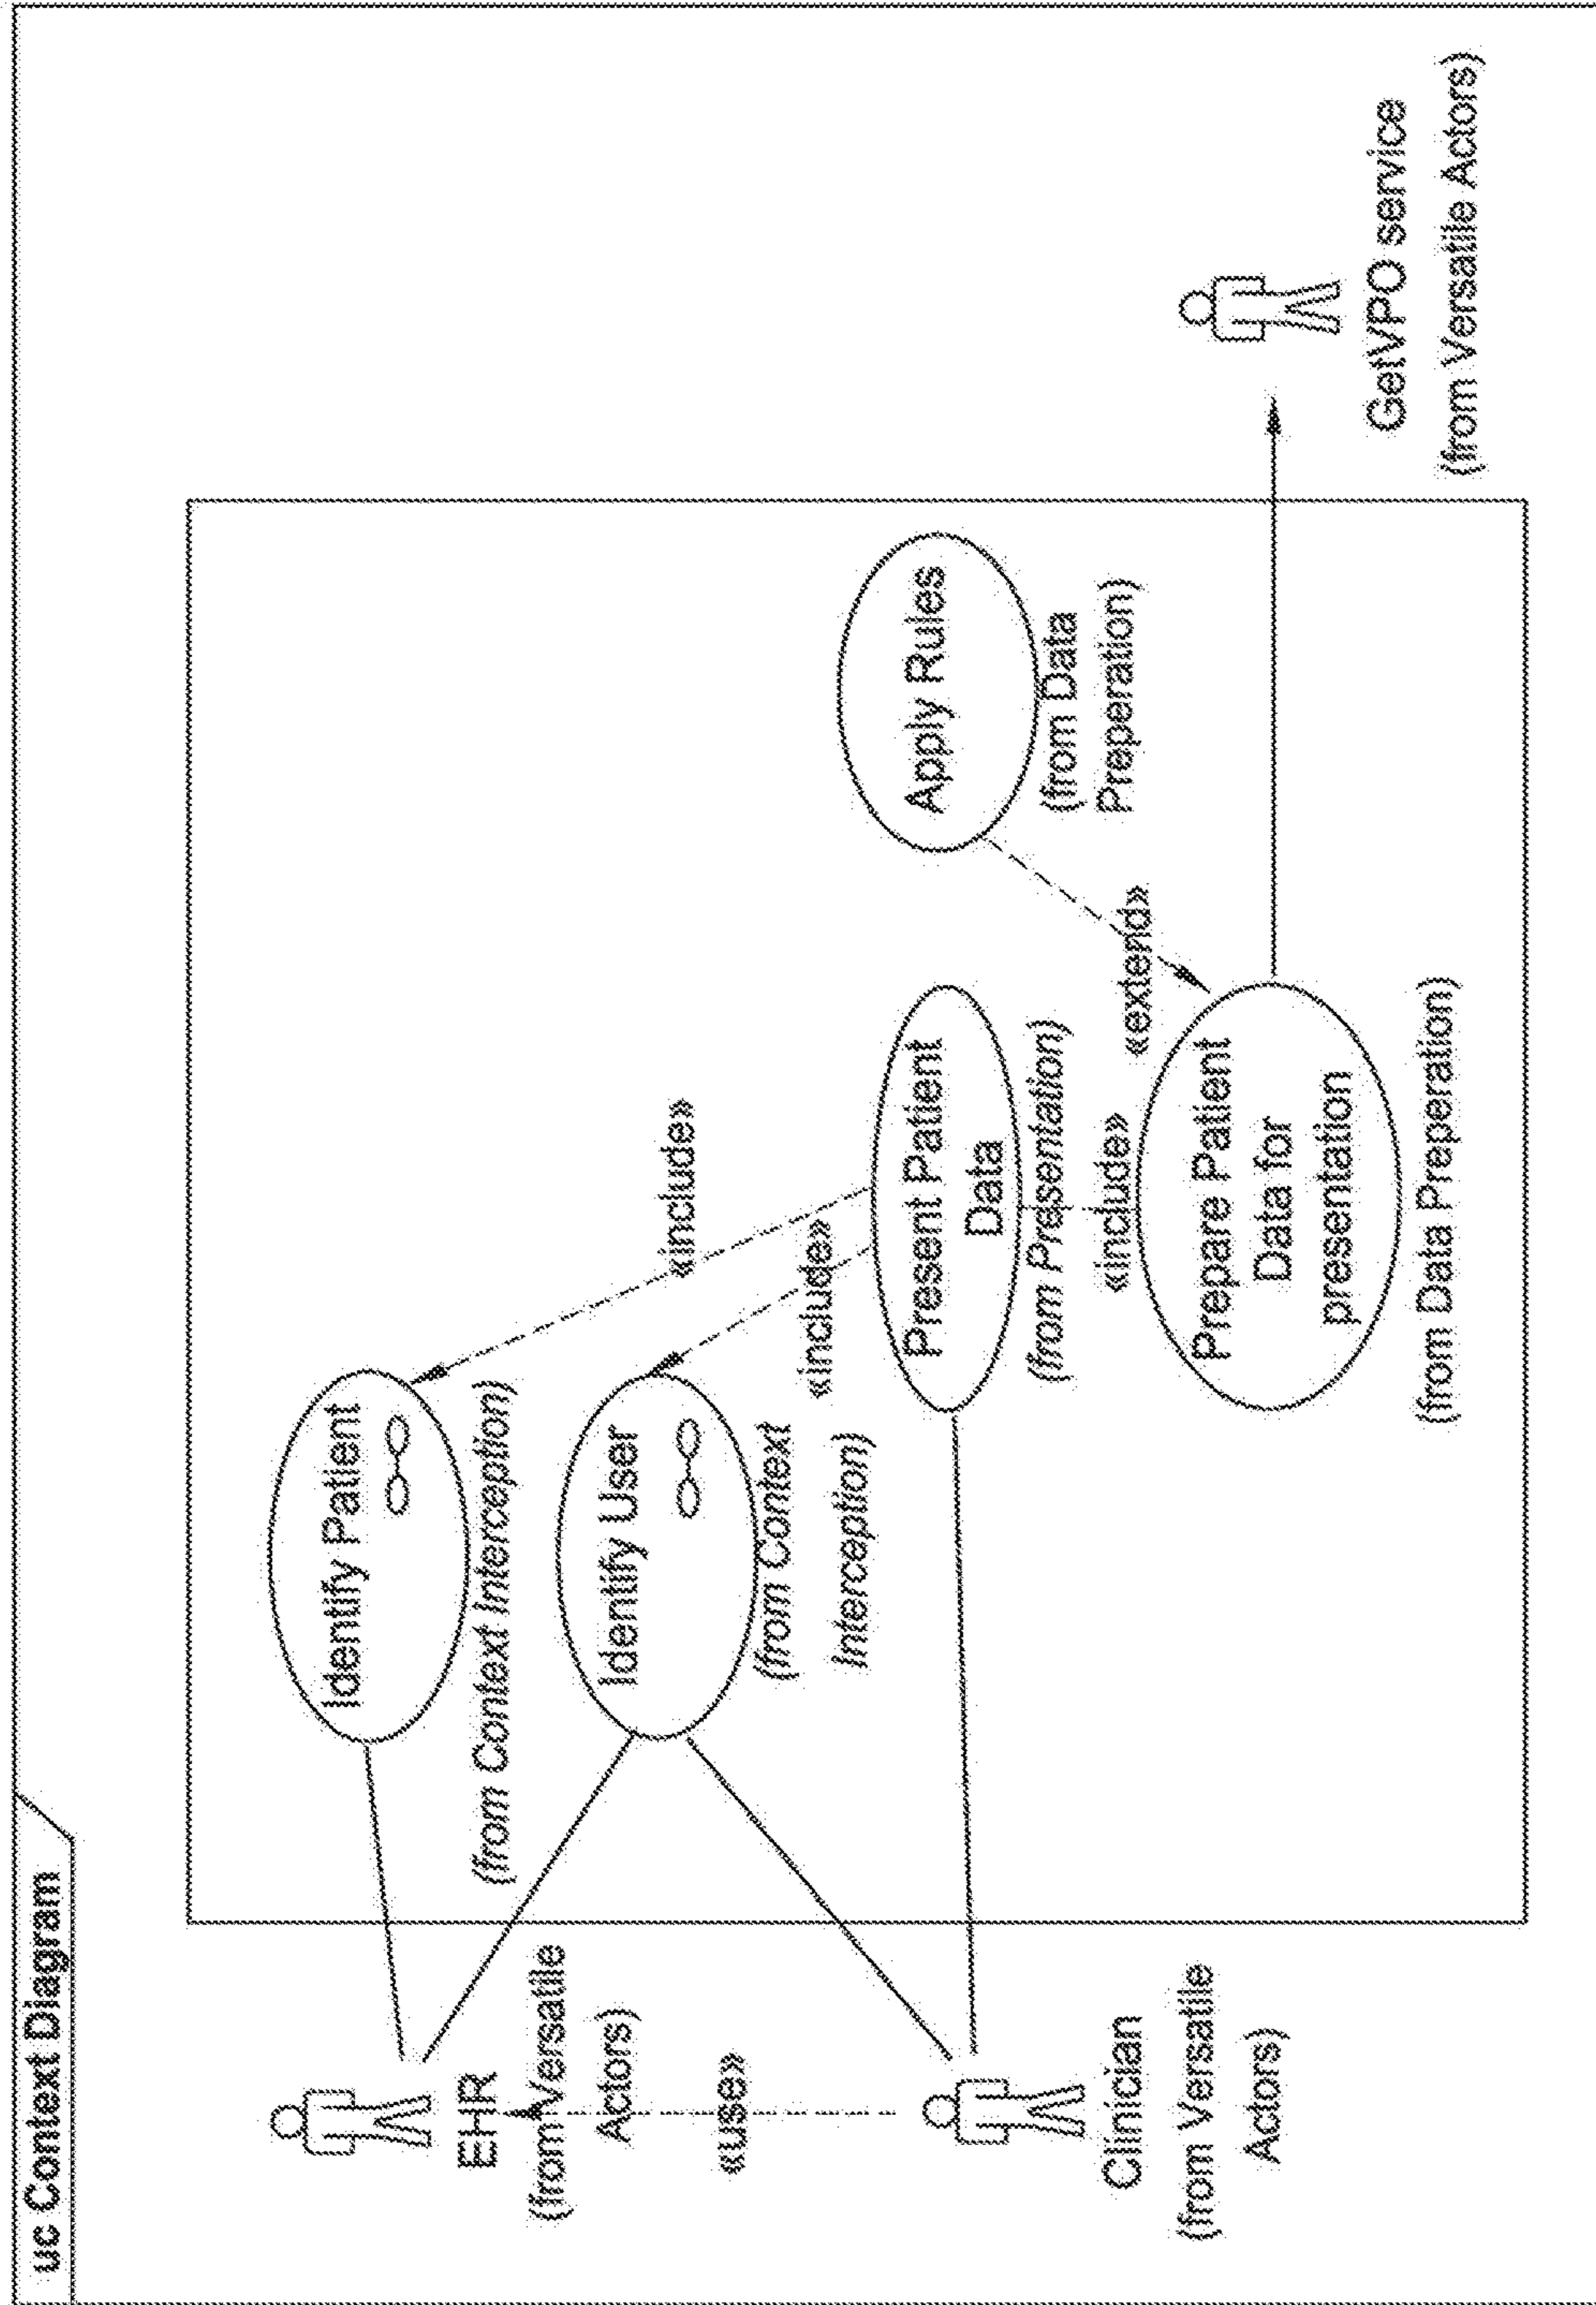 uc Context Diagram
EHR
(from Versatile
Actors)
«use»
Clinician
(from Versatile
Actors)
Identify Patient
(from Context Interception)
Identify User
(from Context
Interception)
«include»
«include»
Present Patient
Data
(from Presentation)
«include»
Prepare Patient
Data for
presentation
(from Data Preperation)
«extend»
Apply Rules
(from Data
Preperation)
GetVPO service
(from Versatile Actors)